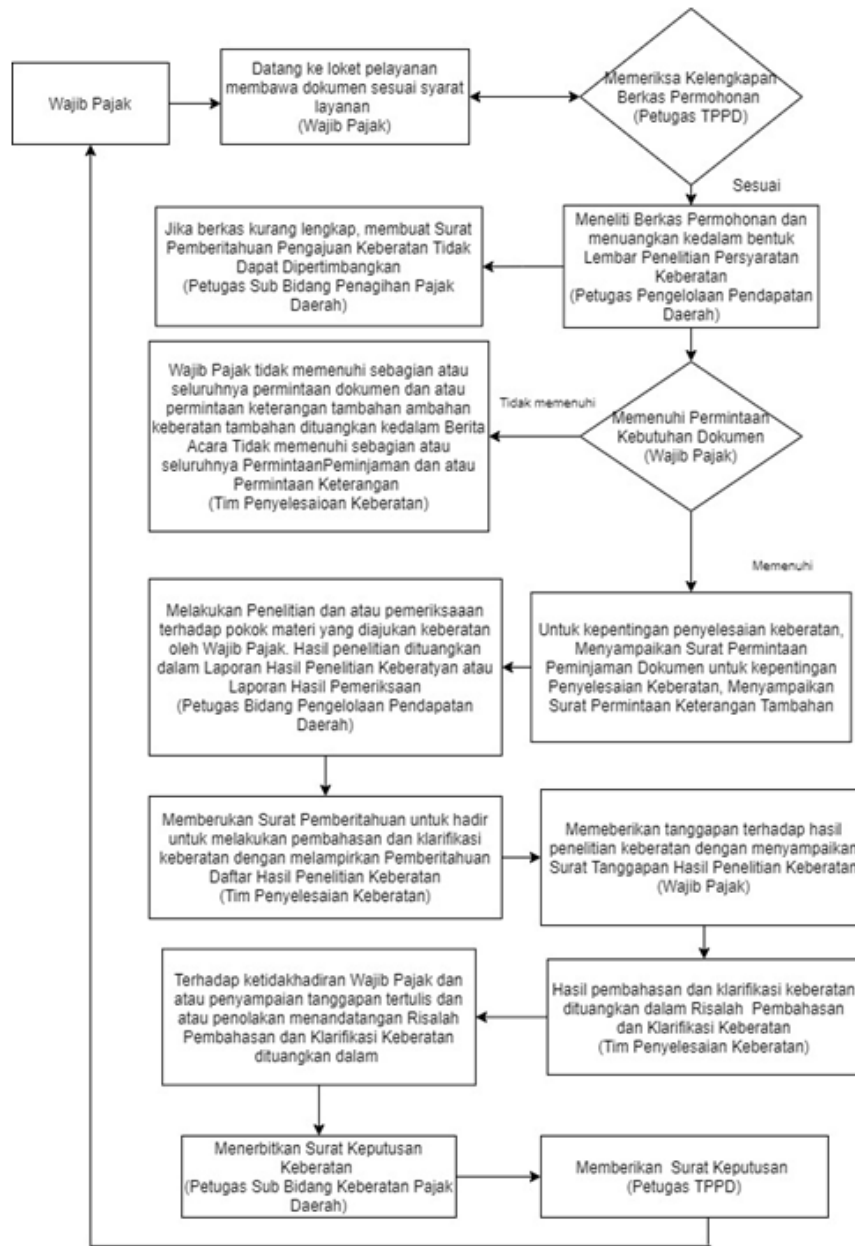 Wajib Pajak
Datang ke loket pelayanan
membawa dokumen sesuai syarat
layanan
(Wajib Pajak)
Memeriksa Kelengkapan
Berkas Permohonan
(Petugas TPPD)
Sesuai
Meneliti Berkas Permohonan dan
menuangkan kedalam bentuk
Lembar Penelitian Persyaratan
Keberatan
(Petugas Pengelolaan Pendapatan
Daerah)
Jika berkas kurang lengkap, membuat Surat
Pemberitahuan Pengajuan Keberatan Tidak
Dapat Dipertimbangkan
(Petugas Sub Bidang Penagihan Pajak
Daerah)
Memenuhi Permintaan
Kebutuhan Dokumen
(Wajib Pajak)
Tidak memenuhi
Wajib Pajak tidak memenuhi sebagian atau
seluruhnya permintaan dokumen dan atau
permintaan keterangan tambahan ambahan
keberatan tambahan dituangkan kedalam Berita
Acara Tidak memenuhi sebagian atau
seluruhnya PermintaanPeminjaman dan atau
Permintaan Keterangan
(Tim Penyelesaioan Keberatan)
Memenuhi
Untuk kepentingan penyelesaian keberatan,
Menyampaikan Surat Permintaan
Peminjaman Dokumen untuk kepentingan
Penyelesaian Keberatan, Menyampaikan
Surat Permintaan Keterangan Tambahan
Melakukan Penelitian dan atau pemeriksaaan
terhadap pokok materi yang diajukan keberatan
oleh Wajib Pajak. Hasil penelitian dituangkan
dalam Laporan Hasil Penelitian Keberatyan atau
Laporan Hasil Pemeriksaan
(Petugas Bidang Pengelolaan Pendapatan
Daerah)
Memberukan Surat Pemberitahuan untuk hadir
untuk melakukan pembahasan dan klarifikasi
keberatan dengan melampirkan Pemberitahuan
Daftar Hasil Penelitian Keberatan
(Tim Penyelesaian Keberatan)
Memeberikan tanggapan terhadap hasil
penelitian keberatan dengan menyampaikan
Surat Tanggapan Hasil Penelitian Keberatan
(Wajib Pajak)
Hasil pembahasan dan klarifikasi keberatan
dituangkan dalam Risalah Pembahasan
dan Klarifikasi Keberatan
(Tim Penyelesaian Keberatan)
Terhadap ketidakhadiran Wajib Pajak dan
atau penyampaian tanggapan tertulis dan
atau penolakan menandatangan Risalah
Pembahasan dan Klarifikasi Keberatan
dituangkan dalam
Menerbitkan Surat Keputusan
Keberatan
(Petugas Sub Bidang Keberatan Pajak
Daerah)
Memberikan Surat Keputusan
(Petugas TPPD)